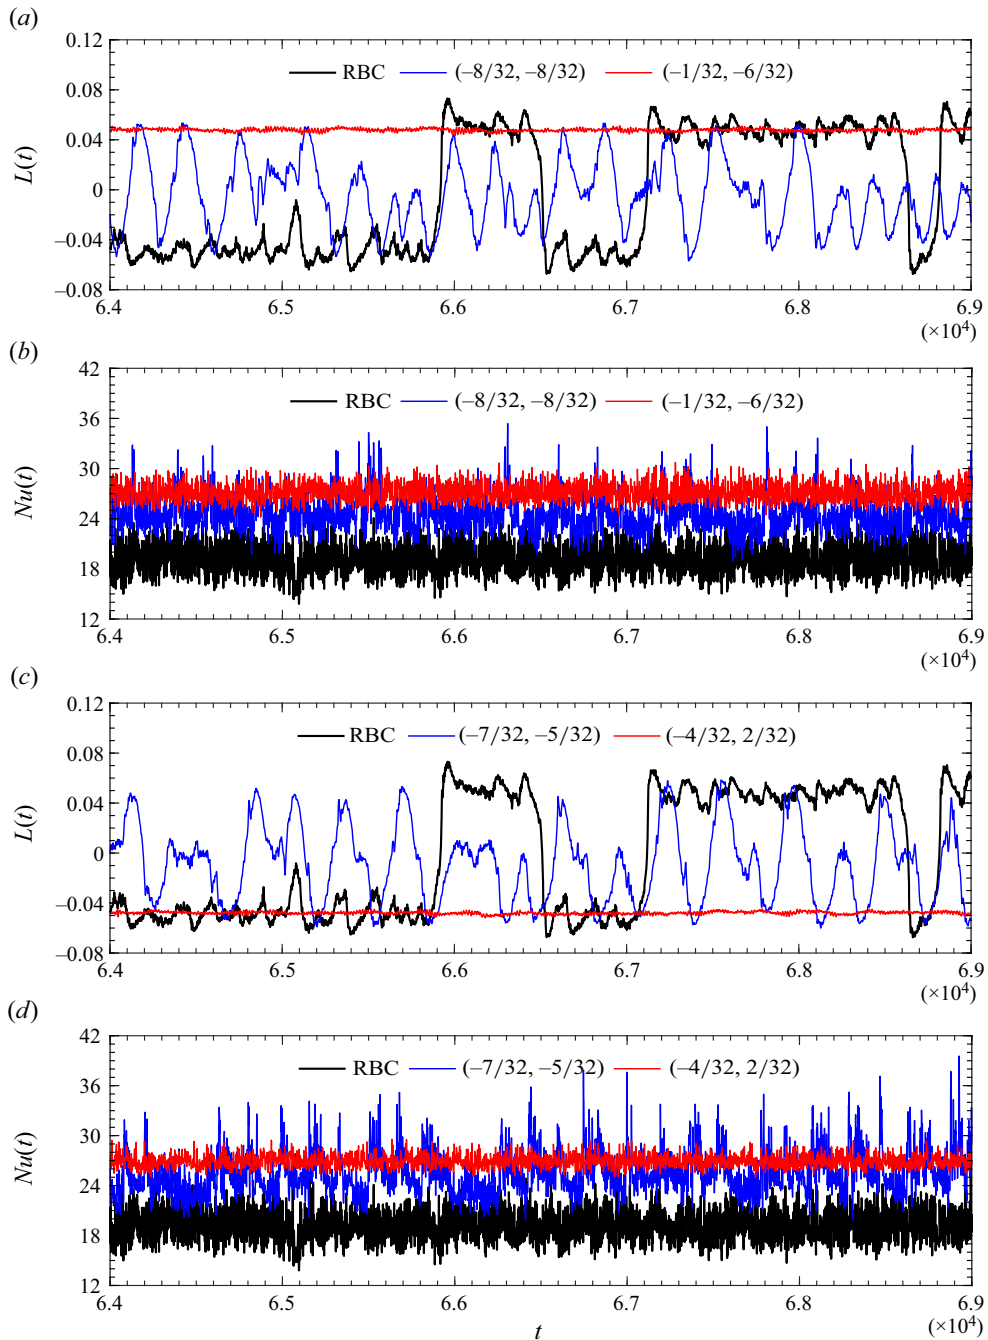 (a)
0.12
RBC (–8/32, –8/32) (–1/32, –6/32)
0.08
0.04
L(t)
0
–0.04
–0.08
6.4 6.5 6.6 6.7 6.8 6.9
(×10⁴)
(b)
42
RBC (–8/32, –8/32) (–1/32, –6/32)
36
30
Nu(t)
24
18
12
6.4 6.5 6.6 6.7 6.8 6.9
(×10⁴)
(c)
0.12
RBC (–7/32, –5/32) (–4/32, 2/32)
0.08
0.04
L(t)
0
–0.04
–0.08
6.4 6.5 6.6 6.7 6.8 6.9
(×10⁴)
(d)
42
RBC (–7/32, –5/32) (–4/32, 2/32)
36
30
Nu(t)
24
18
12
6.4 6.5 6.6 6.7 6.8 6.9
(×10⁴)
t